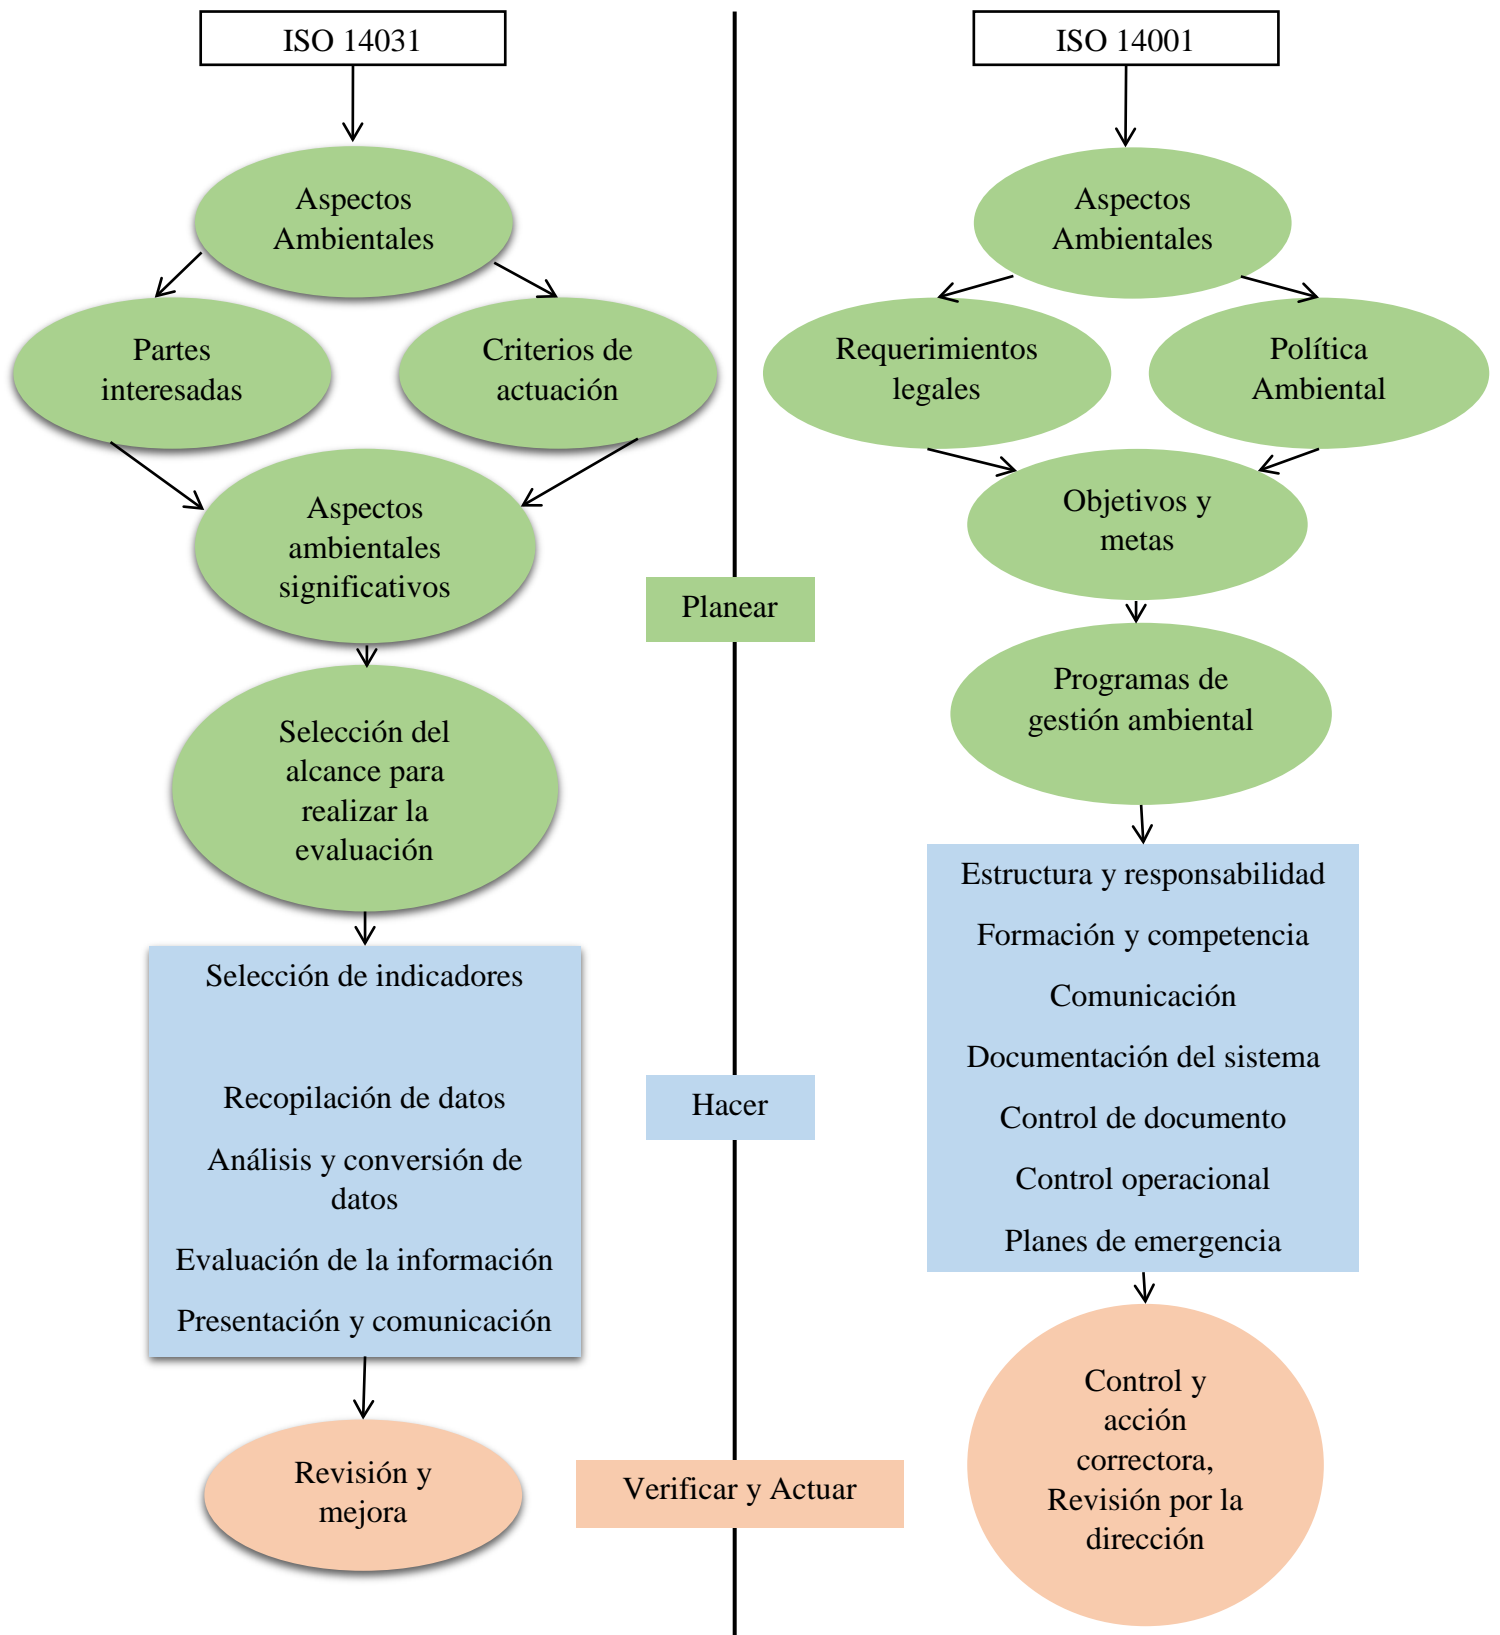 ISO 14031
Aspectos
Ambientales
Partes
interesadas
Criterios de
actuación
Aspectos
ambientales
significativos
Selección del
alcance para
realizar la
evaluación
Selección de indicadores
Recopilación de datos
Análisis y conversión de
datos
Evaluación de la información
Presentación y comunicación
Revisión y
mejora
Planear
Hacer
Verificar y Actuar
ISO 14001
Aspectos
Ambientales
Requerimientos
legales
Política
Ambiental
Objetivos y
metas
Programas de
gestión ambiental
Estructura y responsabilidad
Formación y competencia
Comunicación
Documentación del sistema
Control de documento
Control operacional
Planes de emergencia
Control y
acción
correctora,
Revisión por la
dirección